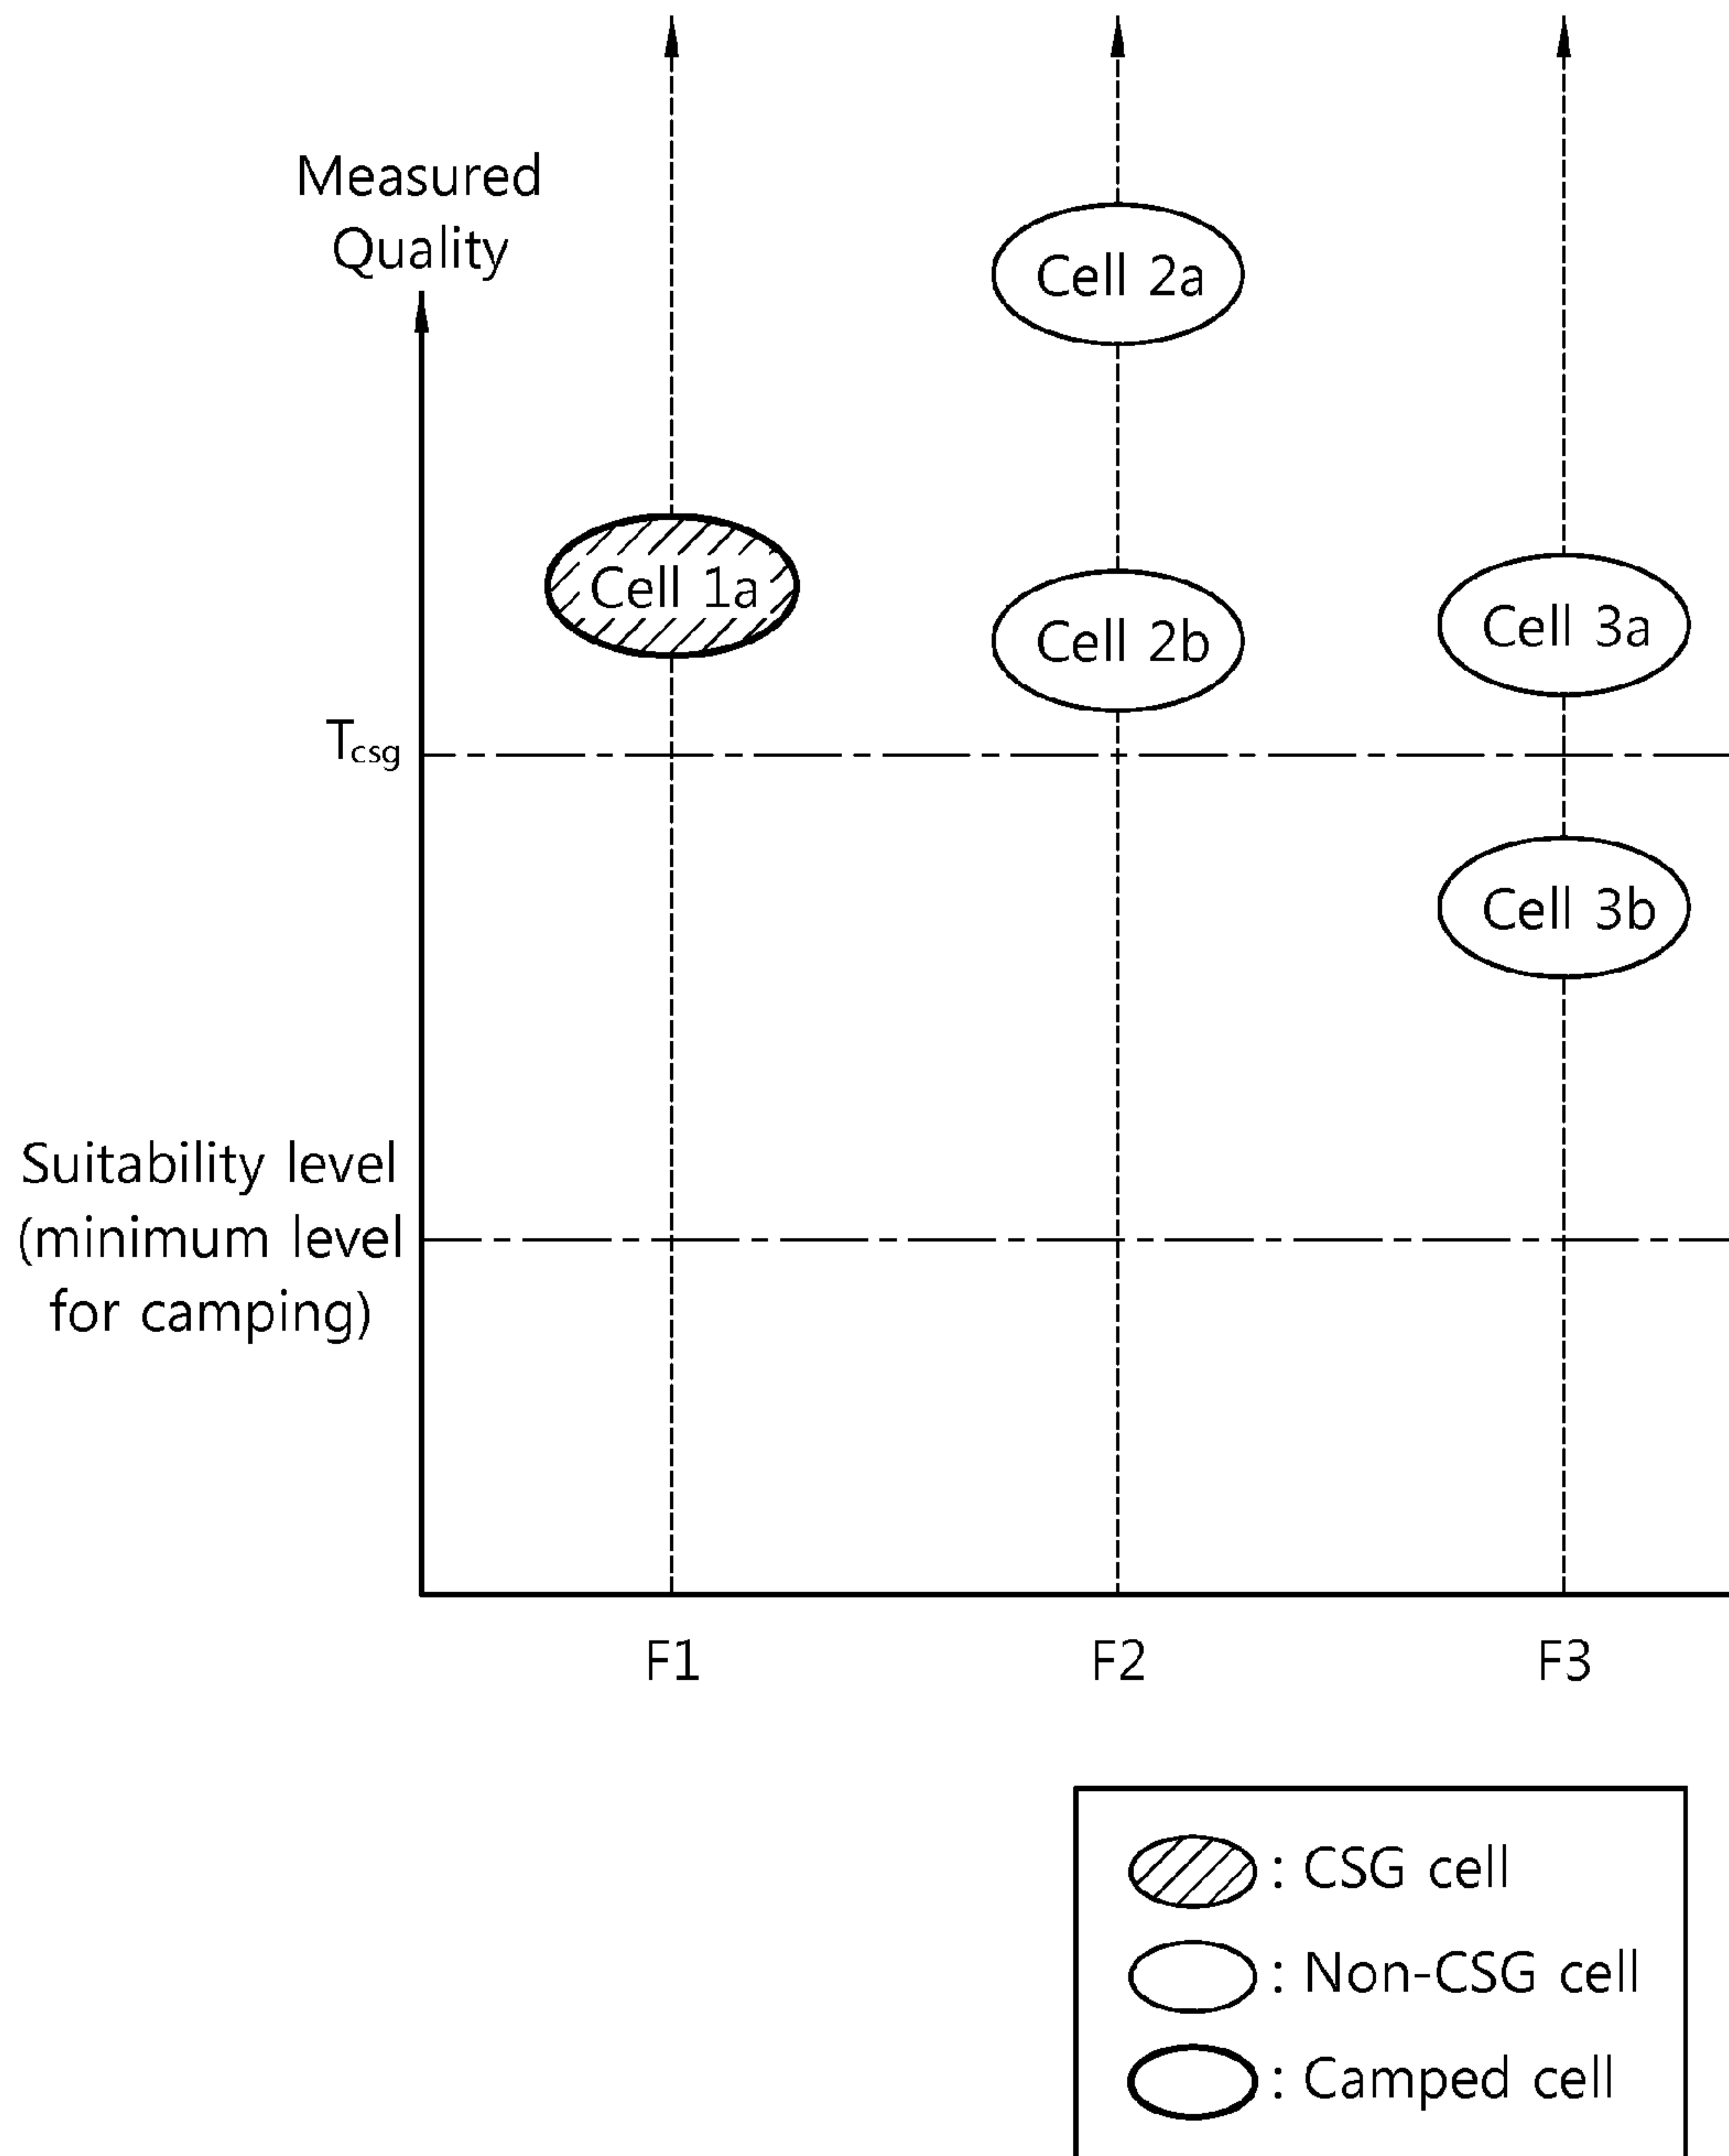 Measured
Quality
Cell 2a
Cell 1a
Cell 2b
Cell 3a
Tcsg
Cell 3b
Suitability level
(minimum level
for camping)
F1
F2
F3
: CSG cell
: Non-CSG cell
: Camped cell